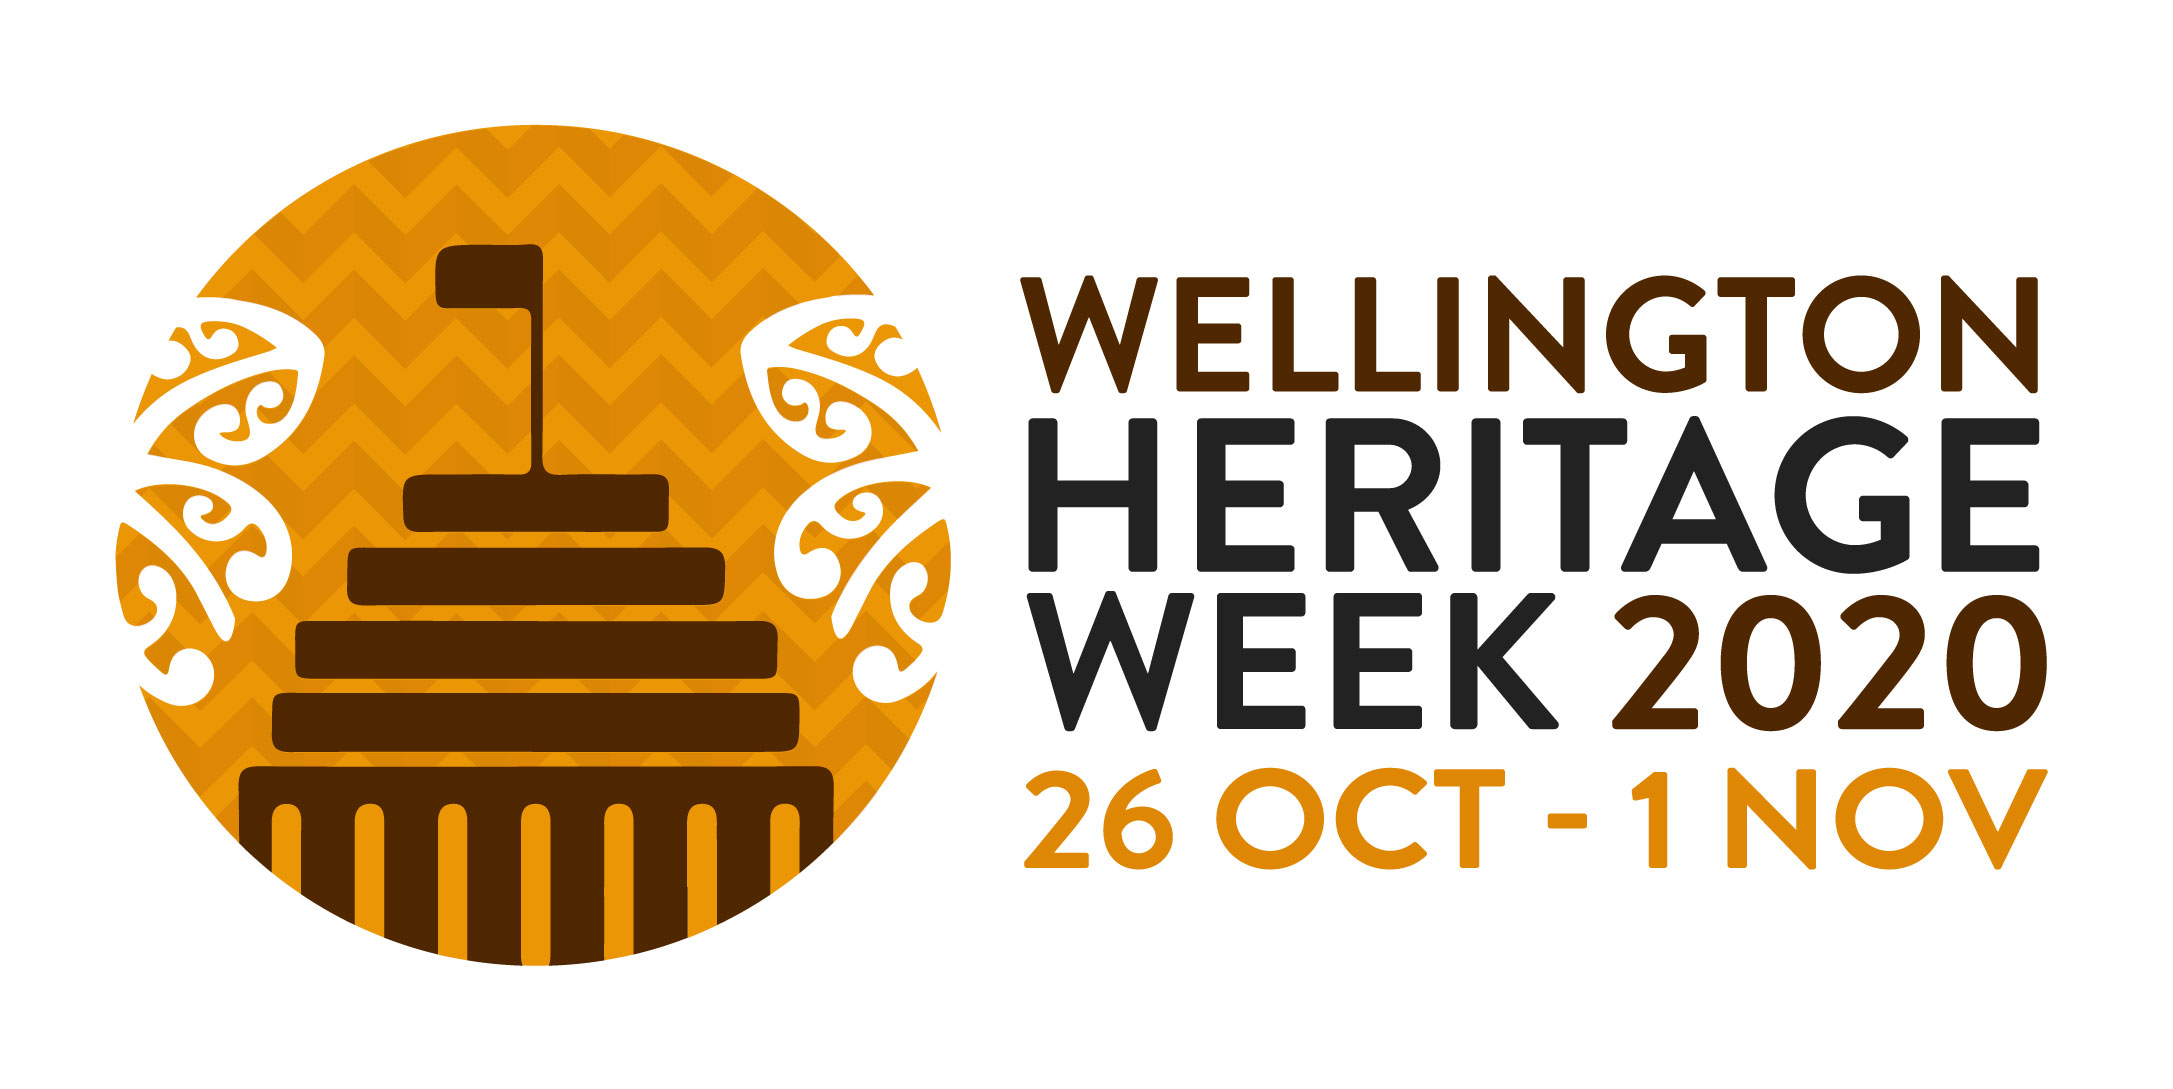 WELLINGTON
HERITAGE
WEEK 2020
26 OCT - 1 NOV